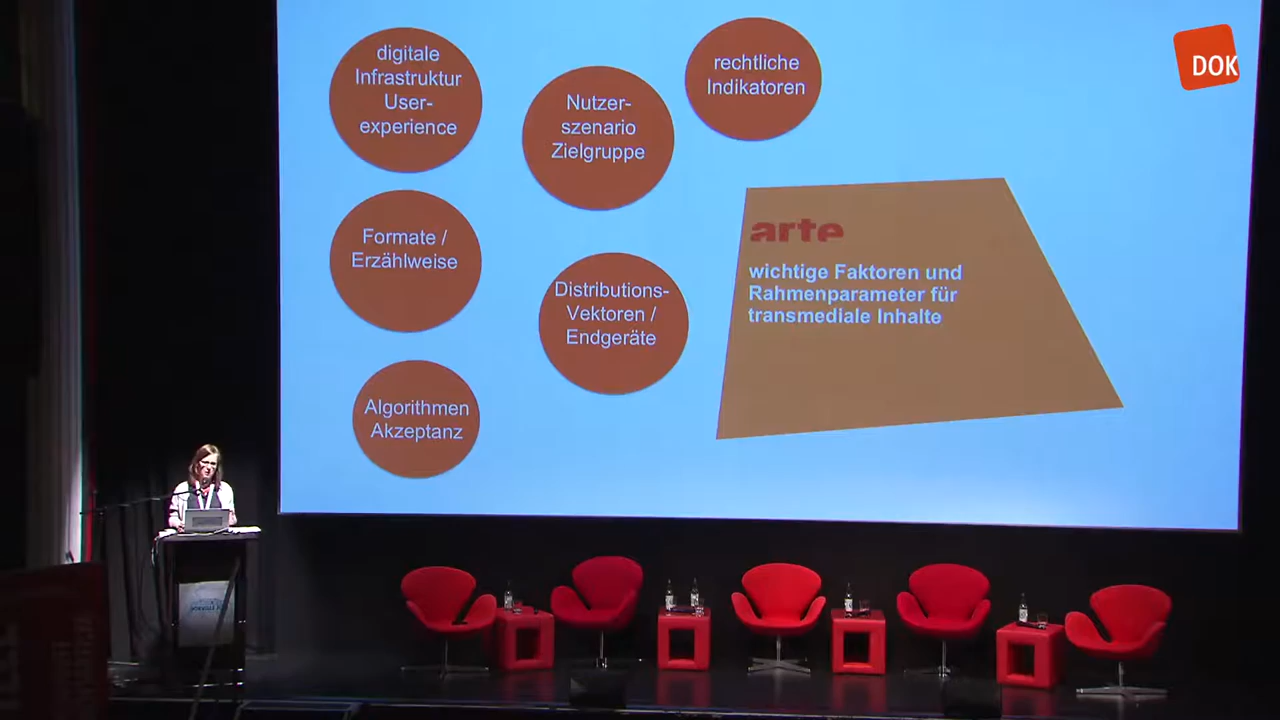 digitale
Infrastruktur
User-
experience
Nutzer-
szenario
Zielgruppe
rechtliche
Indikatoren
DOK
Formate /
Erzählweise
arte
wichtige Faktoren und
Rahmenparameter für
transmediale Inhalte
Distributions-
Vektoren /
Endgeräte
Algorithmen
Akzeptanz